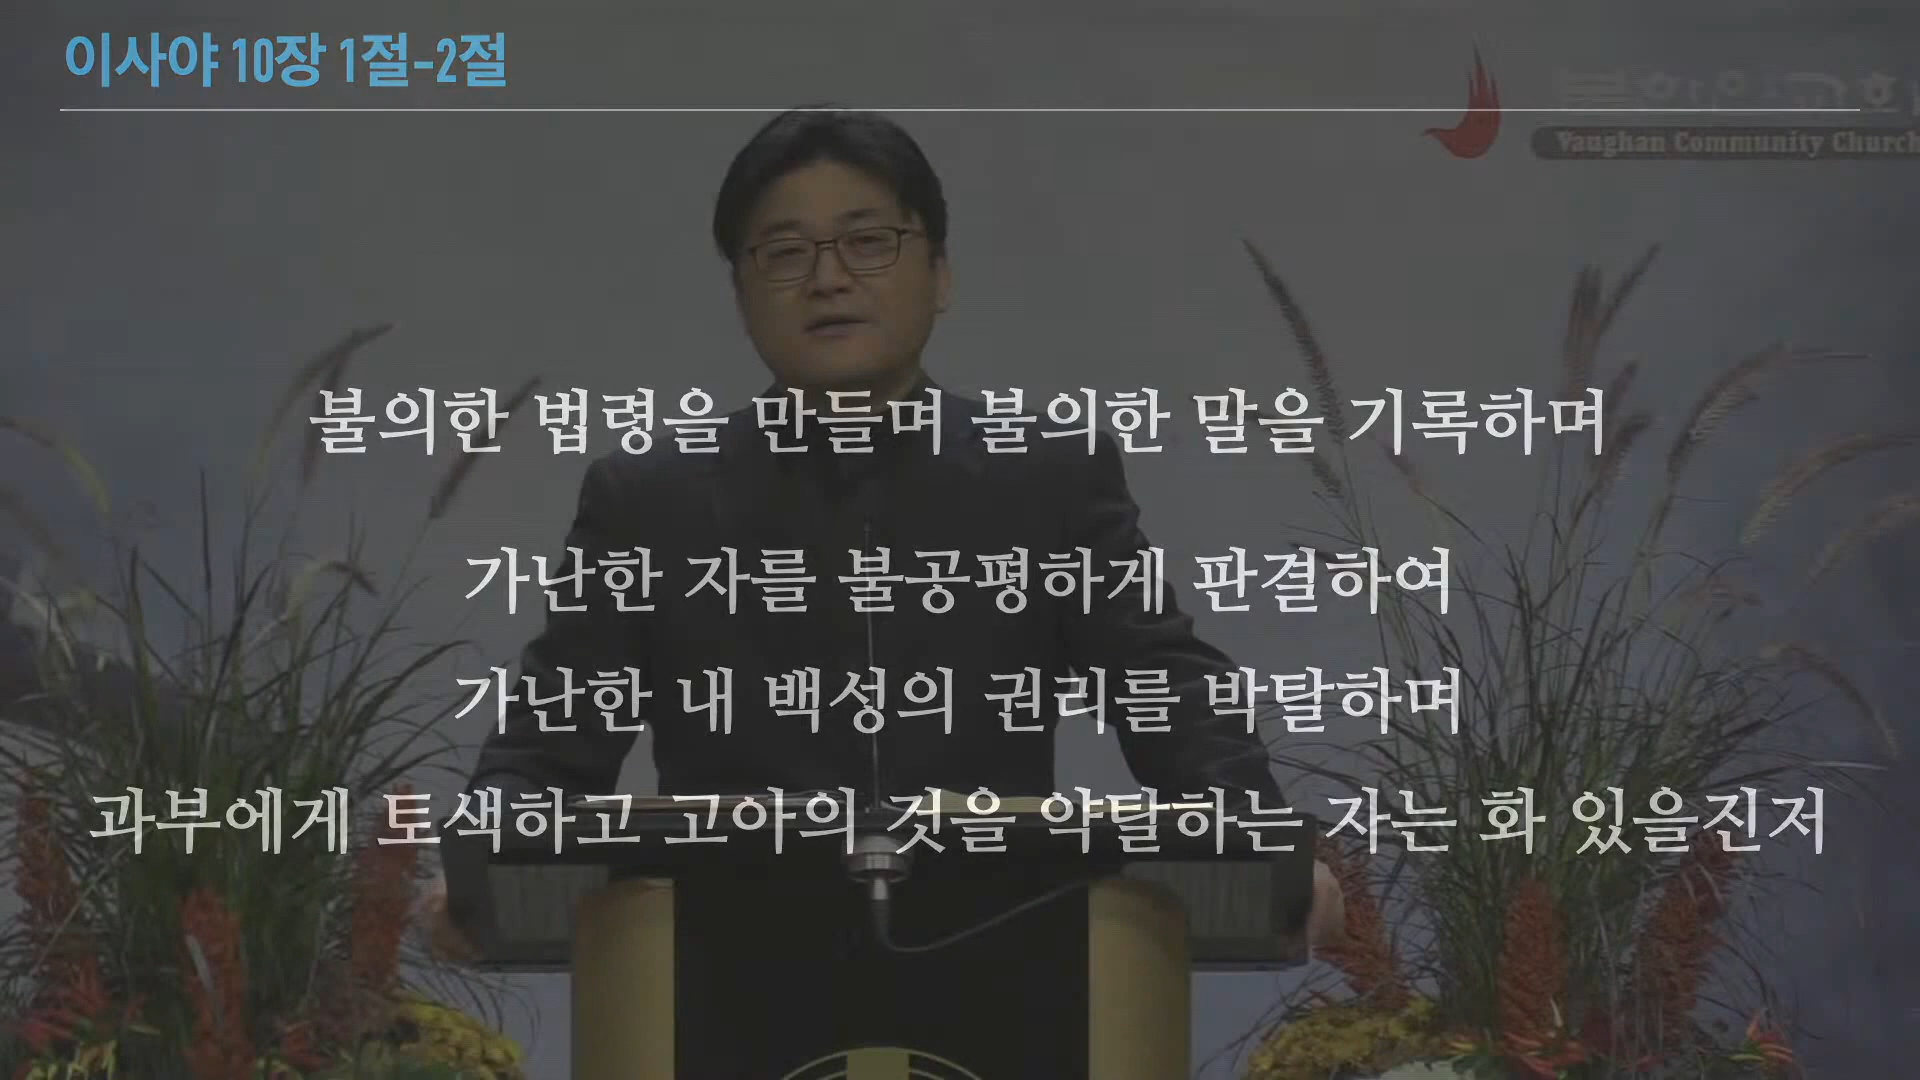 이사야 10장 1절-2절
Vaughan Community Church
불의한 법령을 만들며 불의한 말을 기록하며
가난한 자를 불공평하게 판결하여
가난한 내 백성의 권리를 박탈하며
과부에게 토색하고 고아의 것을 약탈하는 자는 화 있을진저